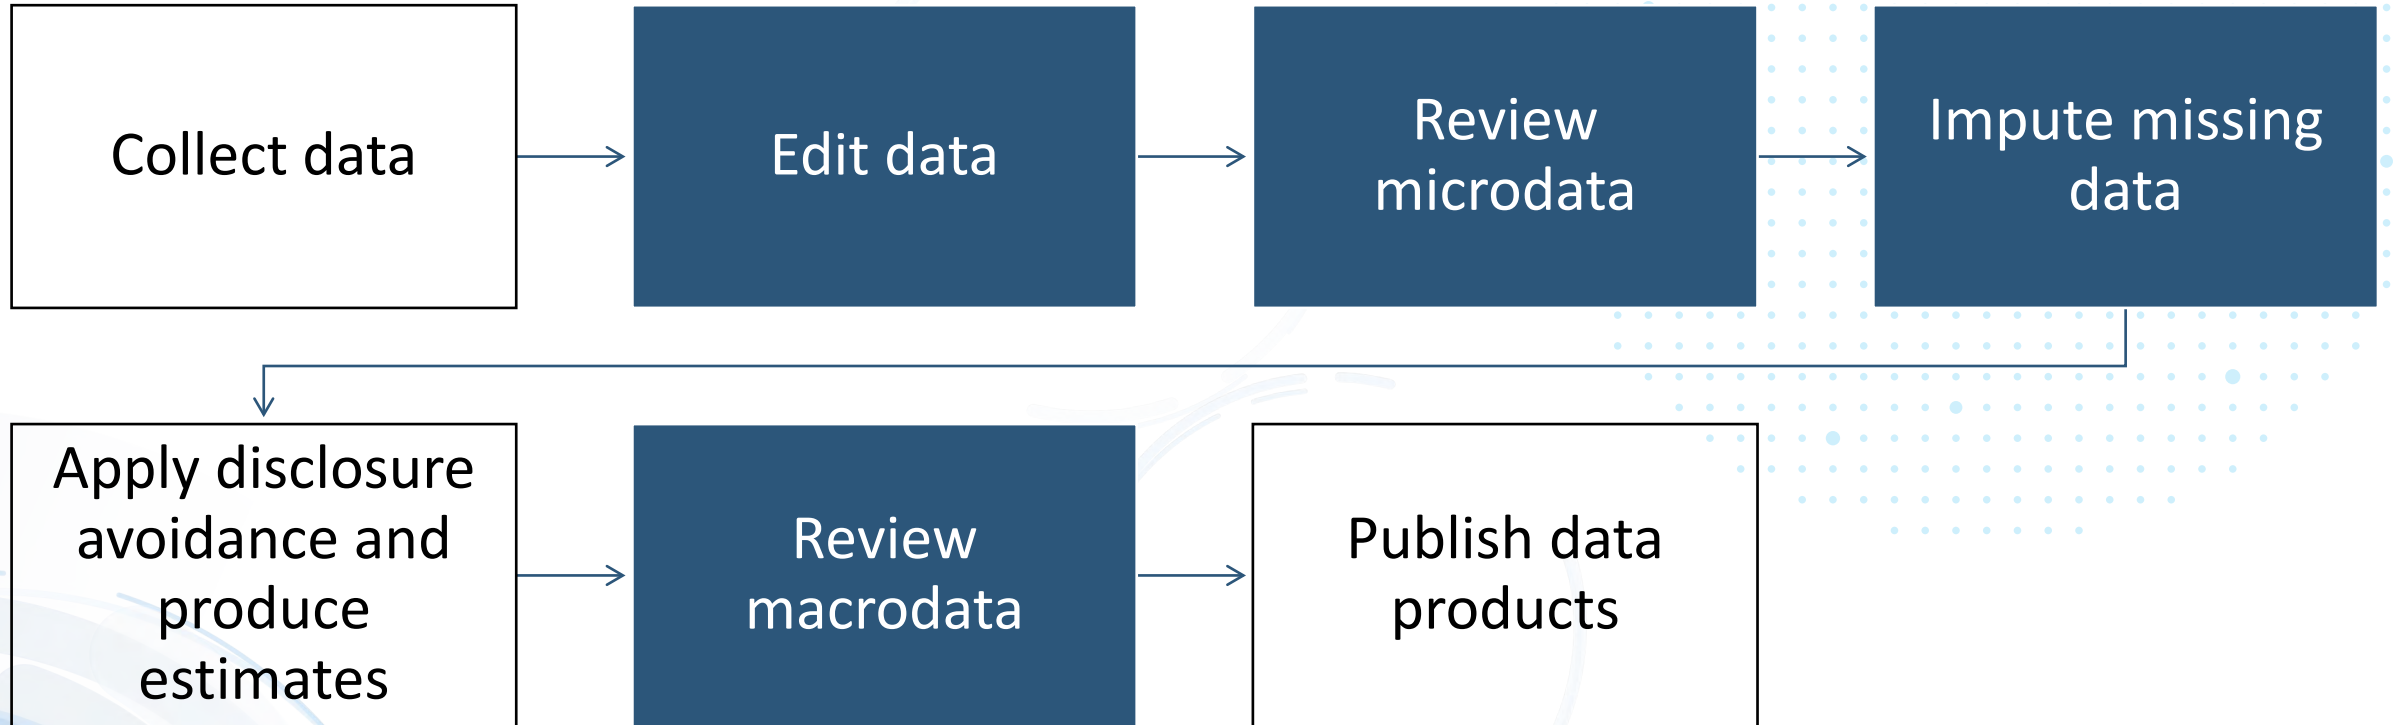 Collect data
Edit data
Review
microdata
Impute missing
data
Apply disclosure
avoidance and
produce
estimates
Review
macrodata
Publish data
products